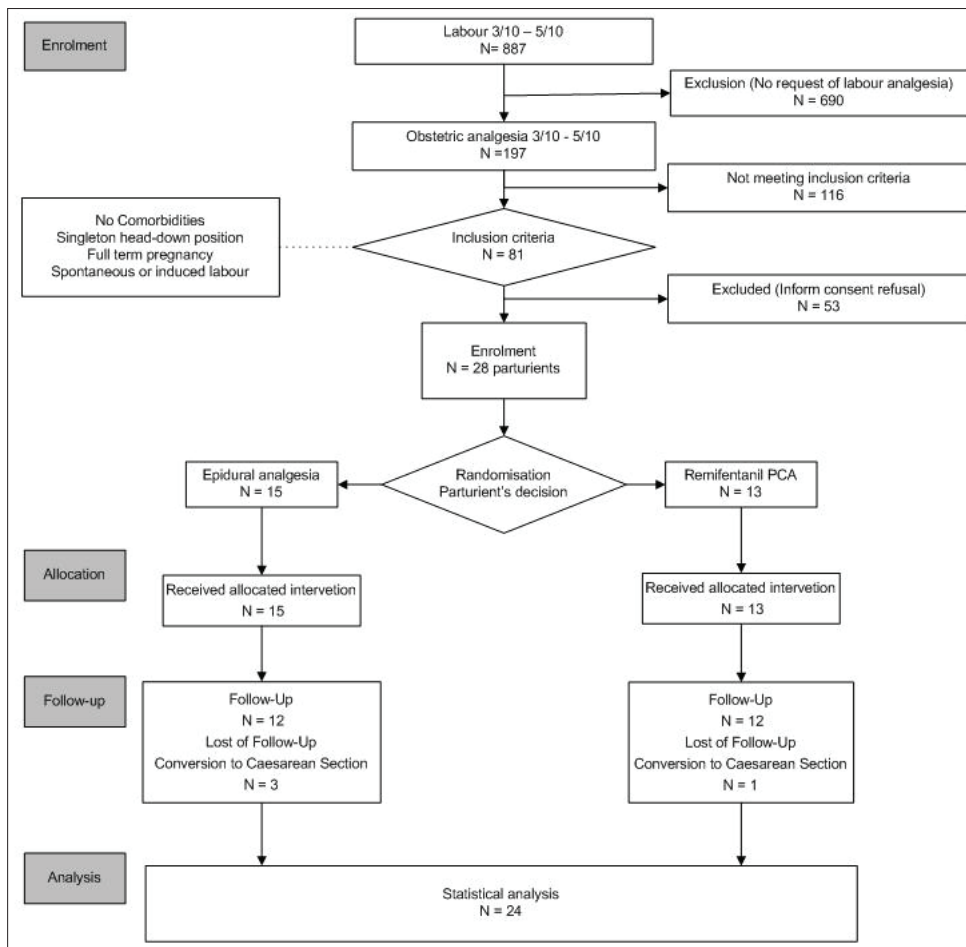 Enrolment
Labour 3/10 – 5/10
N= 887
Exclusion (No request of labour analgesia)
N = 690
Obstetric analgesia 3/10 - 5/10
N =197
Not meeting inclusion criteria
N = 116
No Comorbidities
Singleton head-down position
Full term pregnancy
Spontaneous or induced labour
Inclusion criteria
N = 81
Excluded (Inform consent refusal)
N = 53
Enrolment
N = 28 parturients
Epidural analgesia
N = 15
Randomisation
Parturient's decision
Remifentanil PCA
N = 13
Allocation
Received allocated intervetion
N = 15
Received allocated intervetion
N = 13
Follow-up
Follow-Up
N = 12
Lost of Follow-Up
Conversion to Caesarean Section
N = 3
Follow-Up
N = 12
Lost of Follow-Up
Conversion to Caesarean Section
N = 1
Analysis
Statistical analysis
N = 24